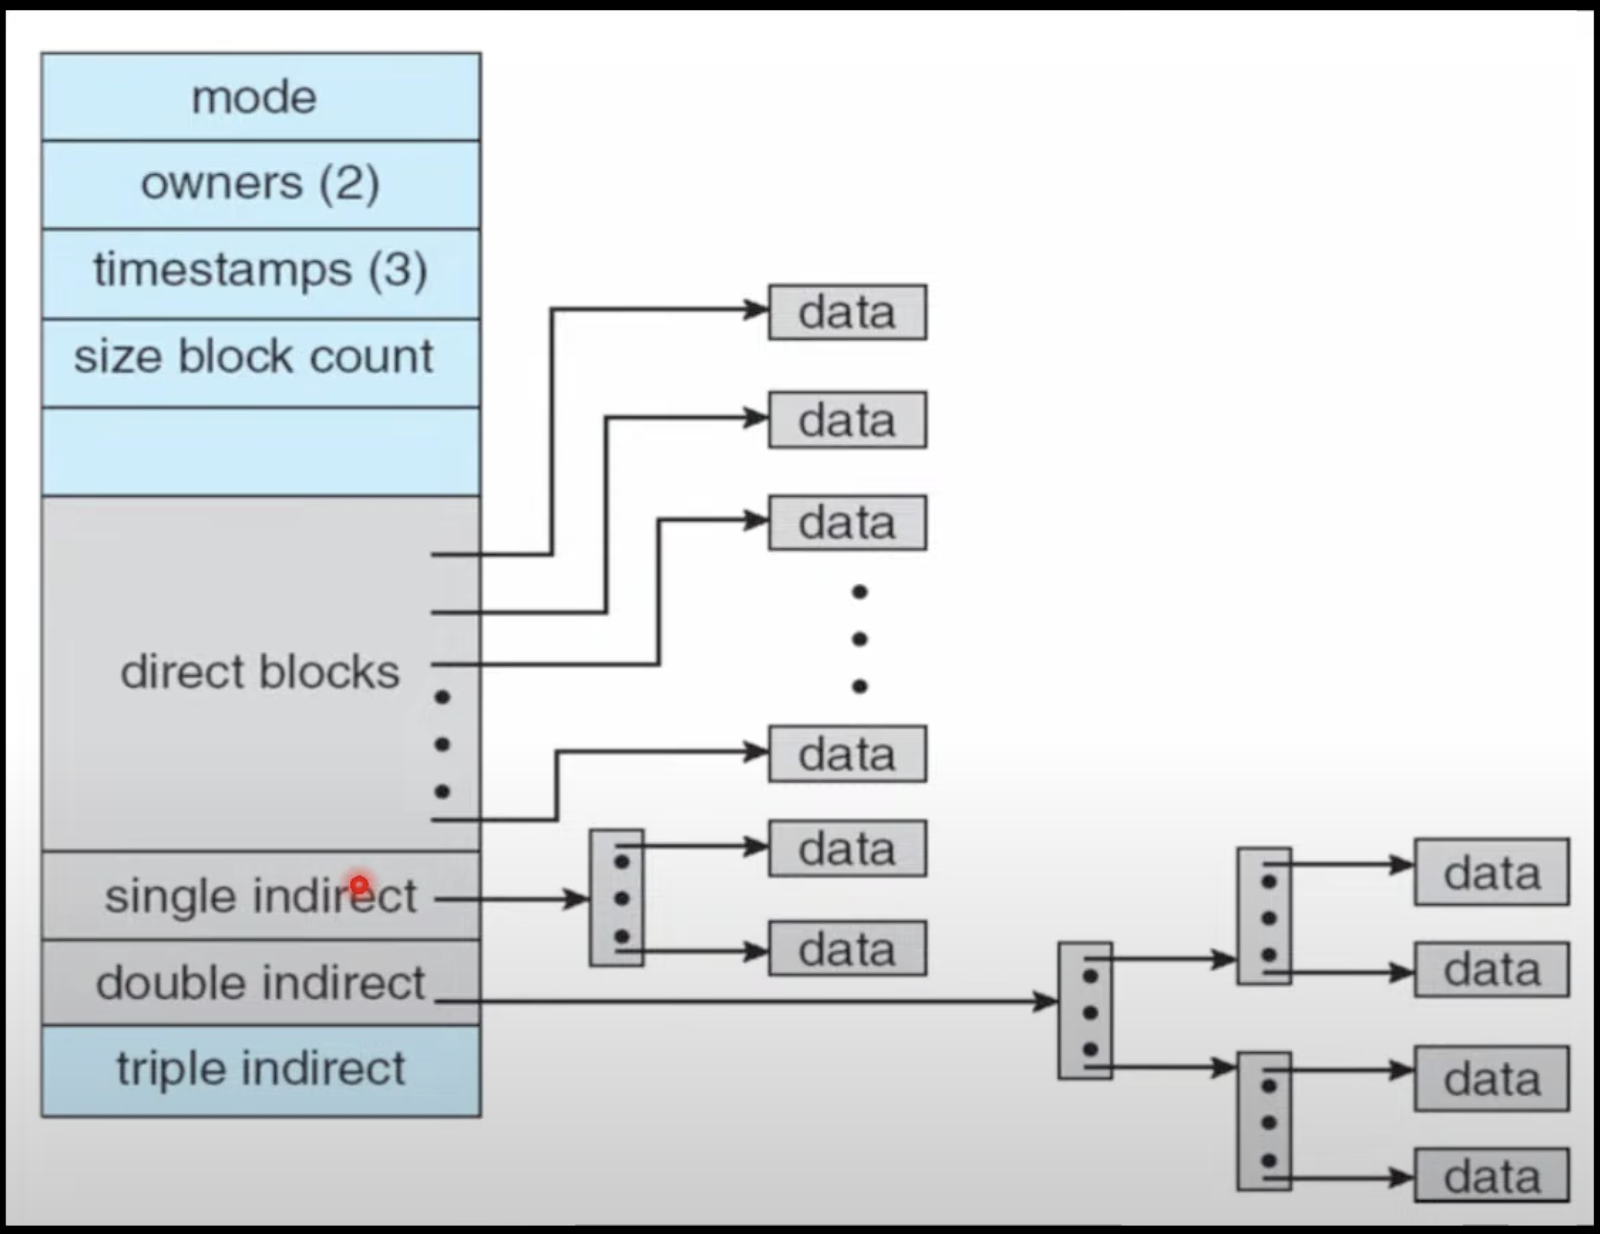 mode
owners (2)
timestamps (3)
size block count
direct blocks
single indirect
double indirect
triple indirect
data
data
data
data
data
data
data
data
data
data